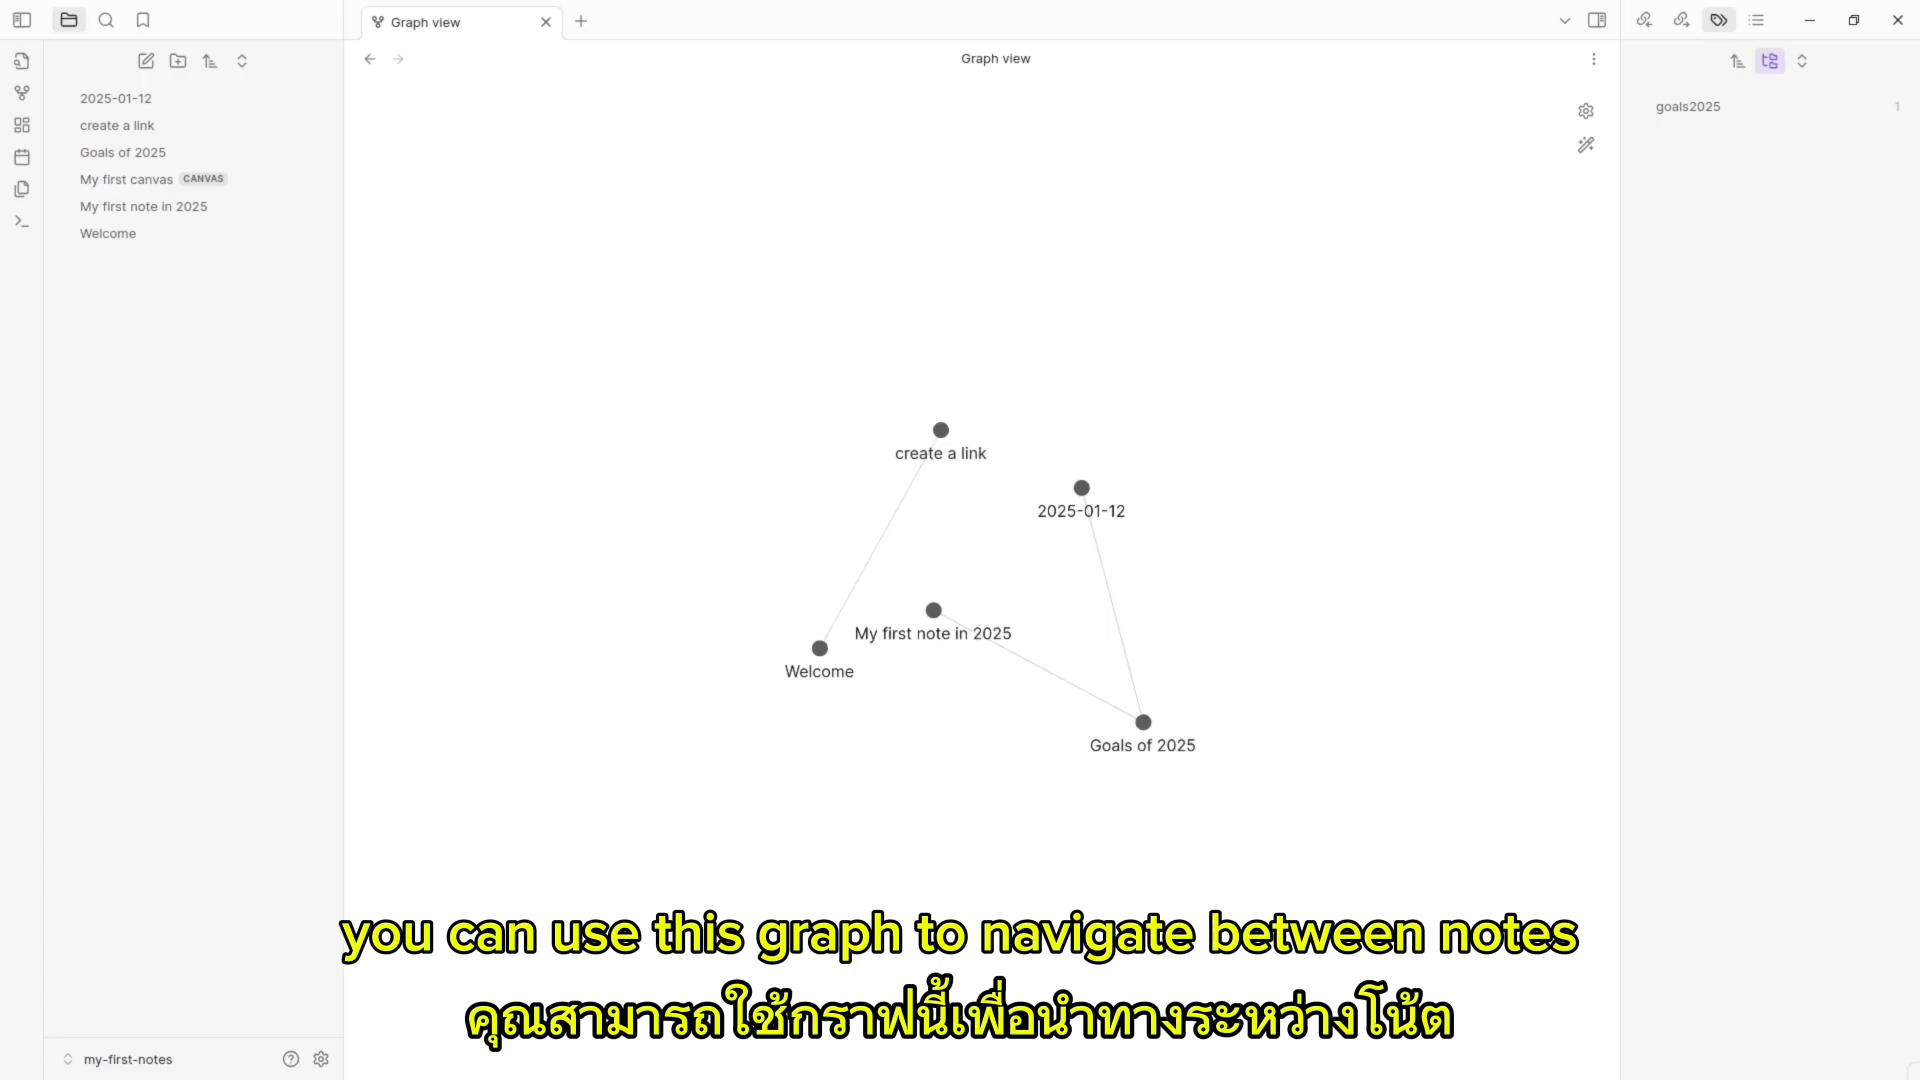 Graph view
Graph view
2025-01-12
create a link
Goals of 2025
My first canvas CANVAS
My first note in 2025
Welcome
goals2025 1
create a link
2025-01-12
My first note in 2025
Welcome
Goals of 2025
you can use this graph to navigate between notes
คุณสามารถใช้กราฟนี้เพื่อนำทางระหว่างโน้ต
my-first-notes